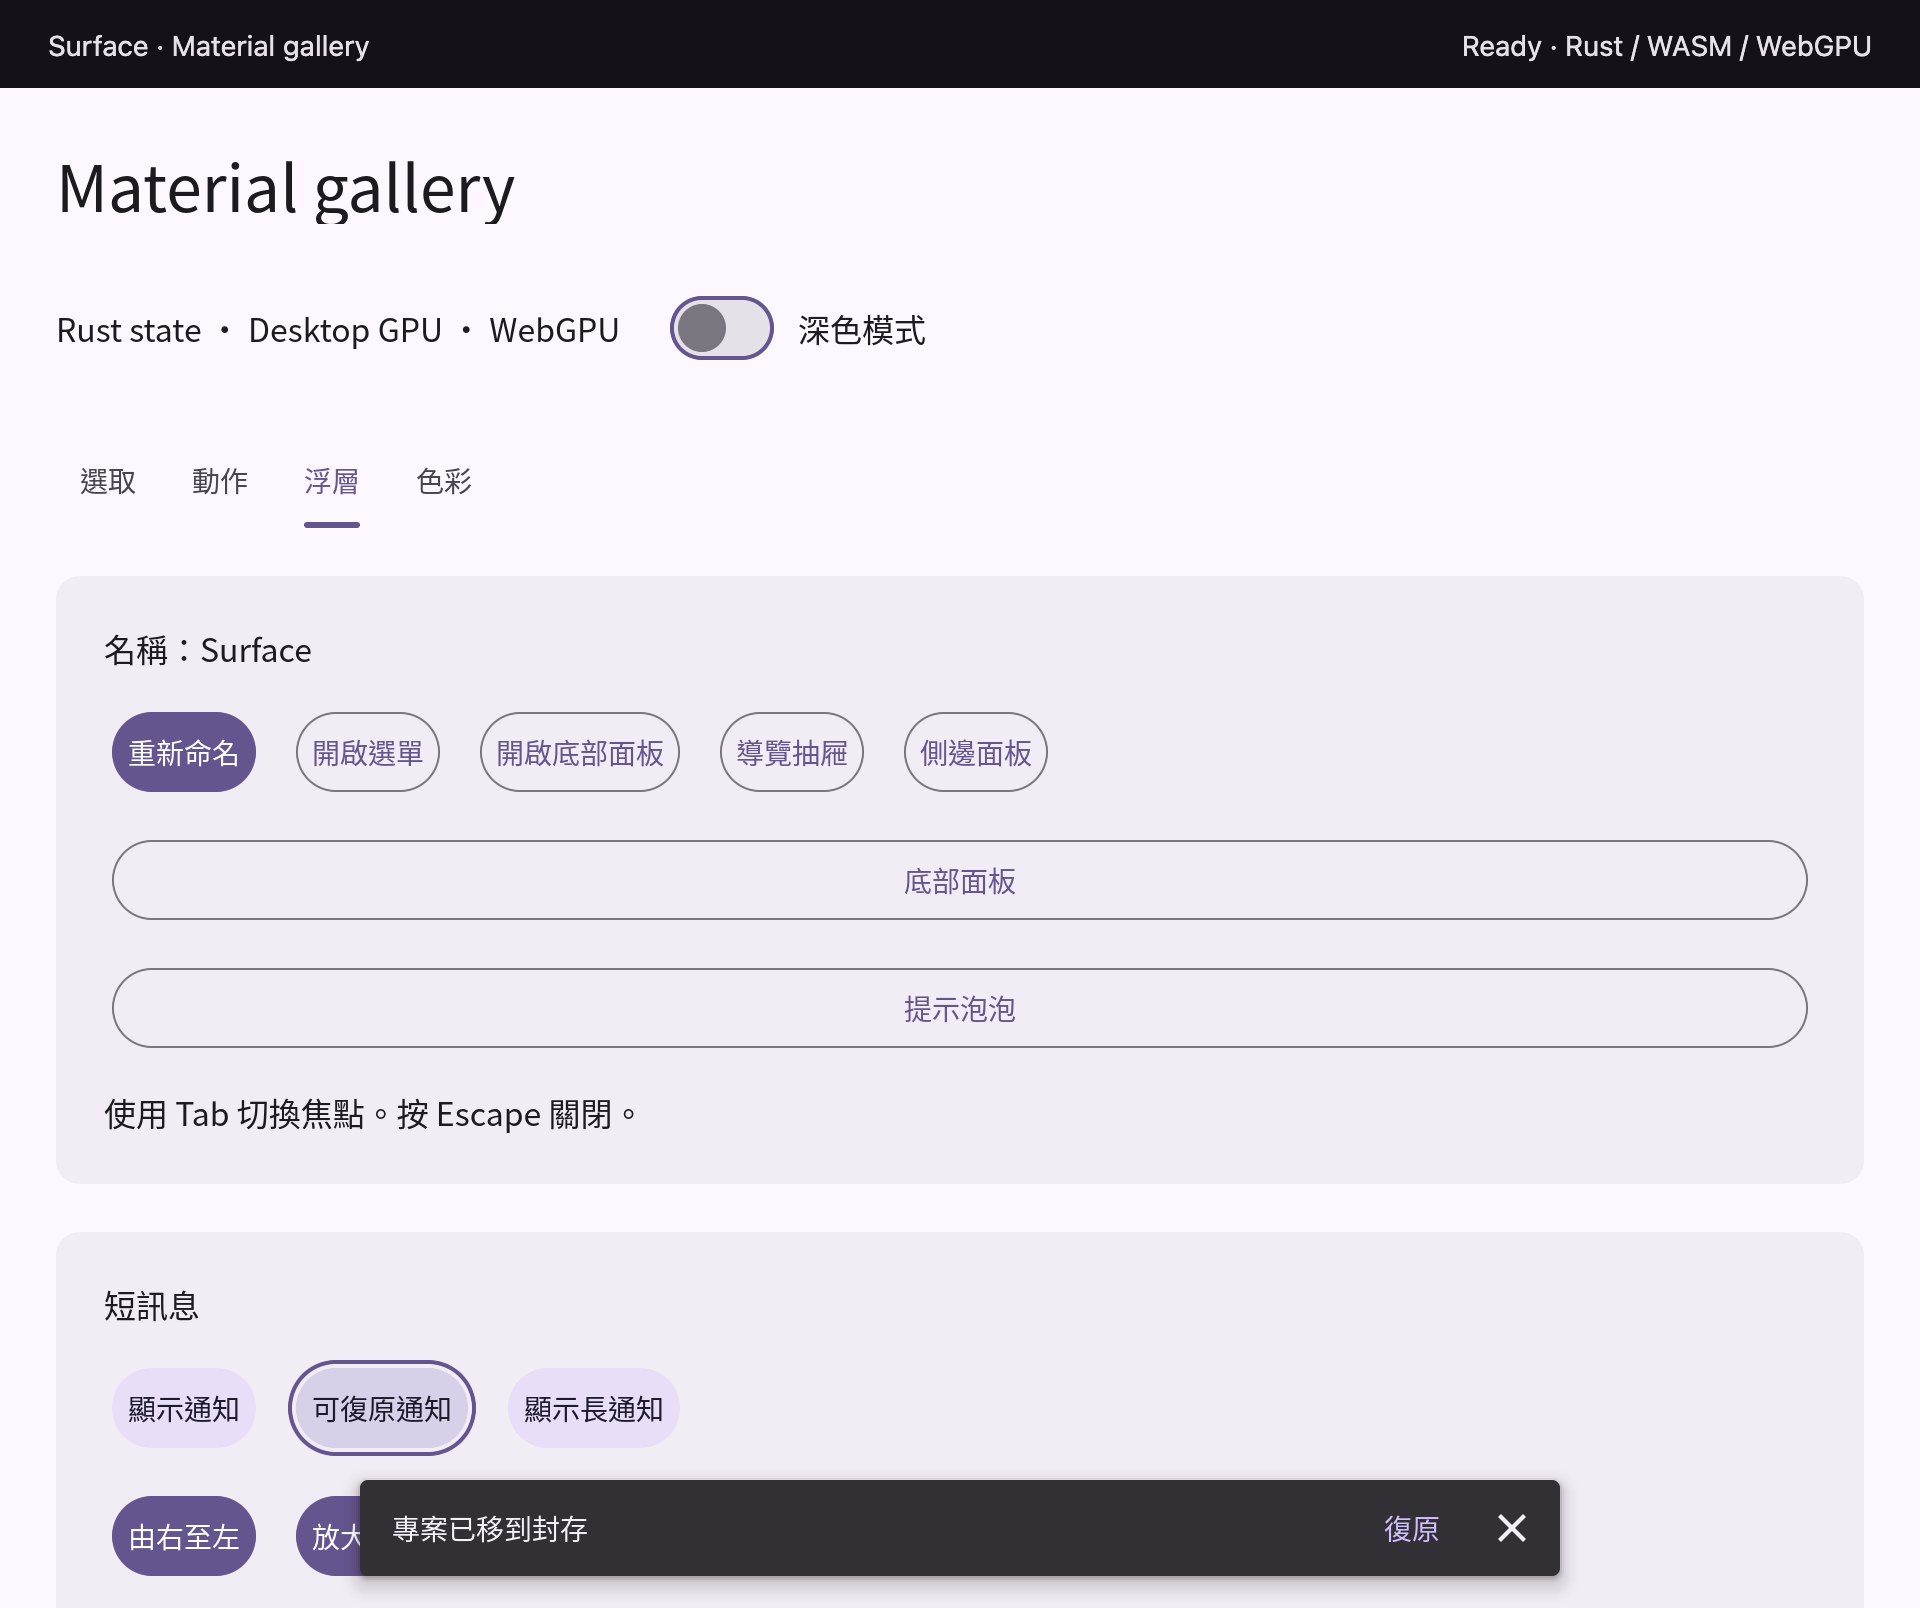 Surface · Material gallery
Ready · Rust / WASM / WebGPU
Material gallery
Rust state ・ Desktop GPU ・ WebGPU
深色模式
選取 動作 浮層 色彩
名稱：Surface
重新命名 開啟選單 開啟底部面板 導覽抽屜 側邊面板
底部面板
提示泡泡
使用 Tab 切換焦點。按 Escape 關閉。
短訊息
顯示通知 可復原通知 顯示長通知
由右至左 放大
專案已移到封存 復原